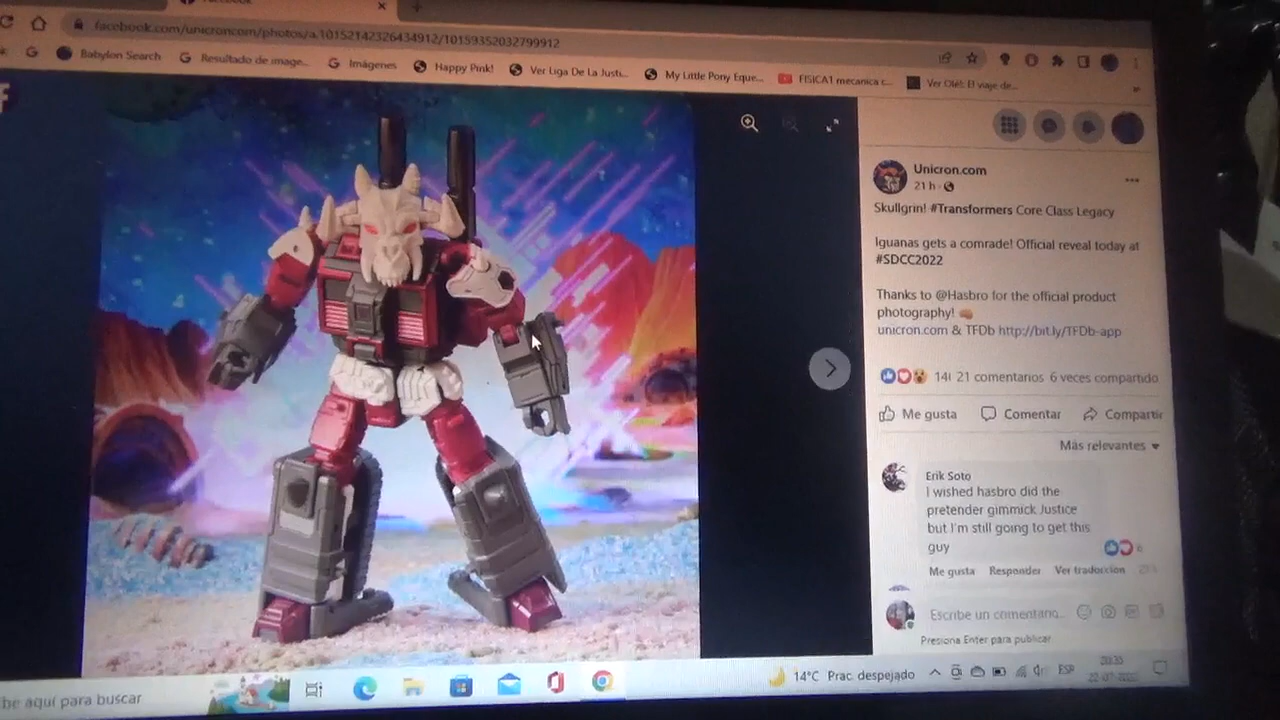 Facebook
facebook.com/unicroncom/photos/a.10152142326434912/10159352032799912
G Babylon Search G Resultado de image... G Imágenes Happy Pink! Ver Liga De La Justi... My Little Pony Eque... FISICA1 mecanica c... Ver Olé!: El viaje de...
Unicron.com
21 h
Skullgrin! #Transformers Core Class Legacy
Iguanas gets a comrade! Official reveal today at
#SDCC2022
Thanks to @Hasbro for the official product
photography!
unicron.com & TFDb http://bit.ly/TFDb-app
21 comentarios 6 veces compartido
Me gusta Comentar Compartir
Más relevantes
Erik Soto
I wished hasbro did the
pretender gimmick Justice
but I'm still going to get this
guy
6
Me gusta Responder Ver traducción
Escribe un comentario...
Presiona Enter para publicar
be aquí para buscar
14°C Prac. despejado ESP